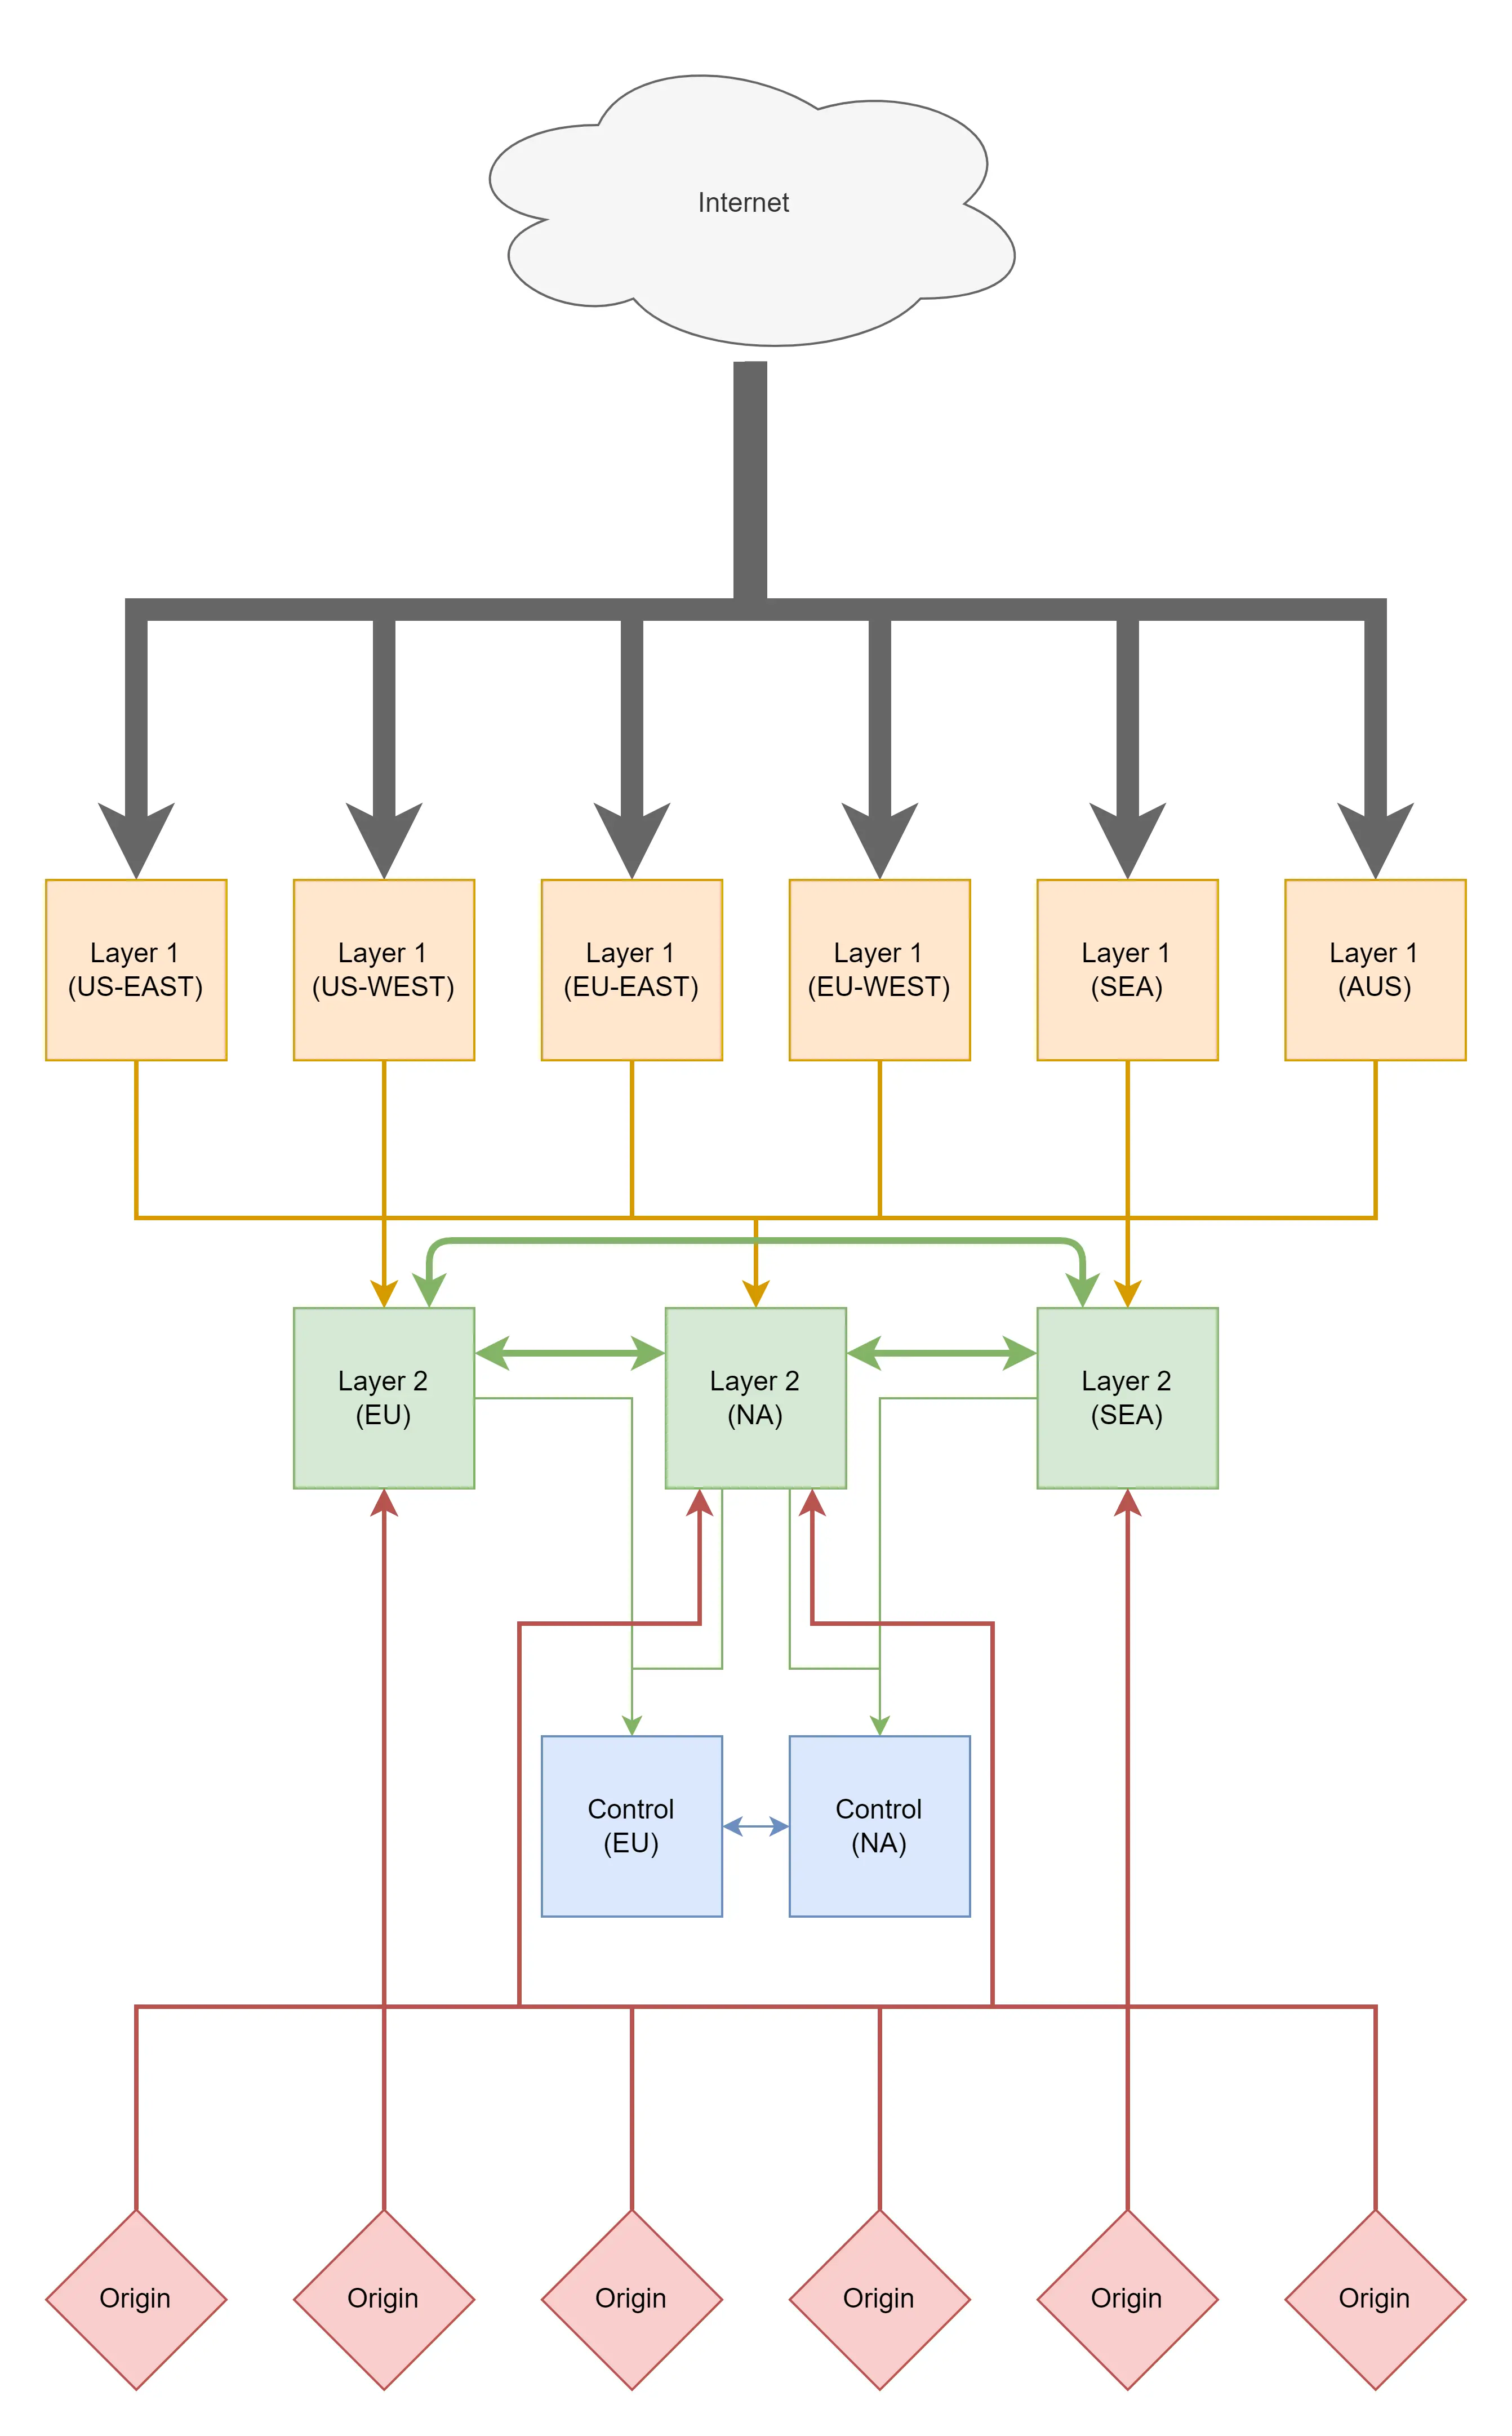 Internet
Layer 1
(US-EAST)
Layer 1
(US-WEST)
Layer 1
(EU-EAST)
Layer 1
(EU-WEST)
Layer 1
(SEA)
Layer 1
(AUS)
Layer 2
(EU)
Layer 2
(NA)
Layer 2
(SEA)
Control
(EU)
Control
(NA)
Origin
Origin
Origin
Origin
Origin
Origin